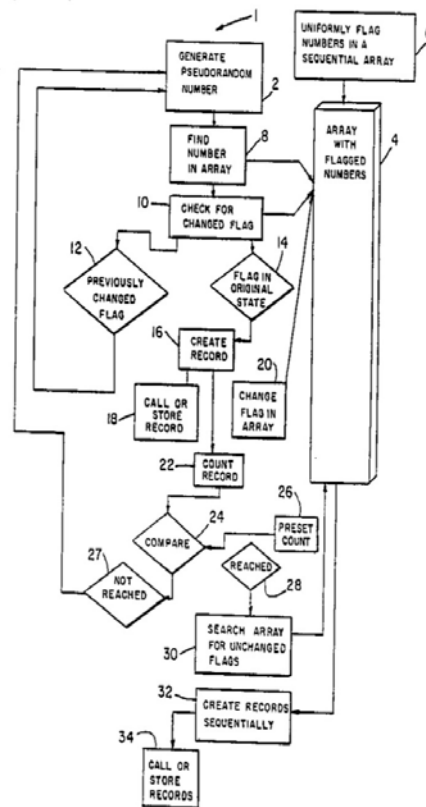 1
GENERATE
PSEUDORANDOM
NUMBER
2
UNIFORMLY FLAG
NUMBERS IN A
SEQUENTIAL ARRAY
ARRAY
WITH FLAGGED
NUMBERS
4
FIND
NUMBER
IN ARRAY
8
10
CHECK FOR
CHANGED FLAG
12
PREVIOUSLY
CHANGED
FLAG
14
FLAG IN
ORIGINAL
STATE
16
CREATE
RECORD
18
CALL OR
STORE
RECORD
20
CHANGE
FLAG IN
ARRAY
22
COUNT
RECORD
24
COMPARE
26
PRESET
COUNT
27
NOT
REACHED
REACHED
28
30
SEARCH ARRAY
FOR UNCHANGED
FLAGS
32
CREATE RECORDS
SEQUENTIALLY
34
CALL OR
STORE
RECORDS